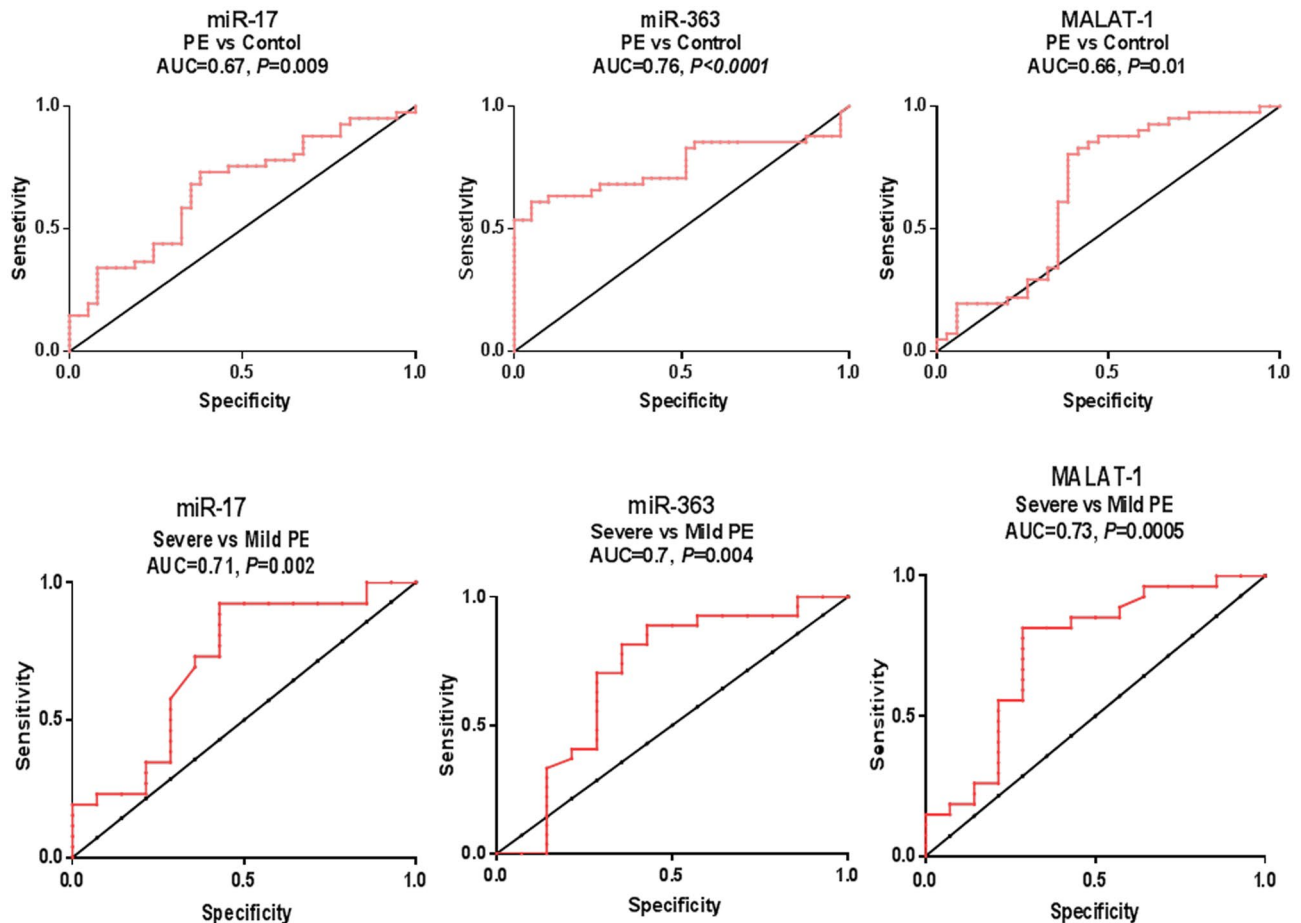 miR-17
PE vs Contol
AUC=0.67, P=0.009
1.0
0.5
0.0
Sensetivity
0.0 0.5 1.0
Specificity
miR-363
PE vs Control
AUC=0.76, P<0.0001
1.0
0.5
0.0
Sensetivity
0.0 0.5 1.0
Specificity
MALAT-1
PE vs Control
AUC=0.66, P=0.01
1.0
0.5
0.0
Sensetivity
0.0 0.5 1.0
Specificity
miR-17
Severe vs Mild PE
AUC=0.71, P=0.002
1.0
0.5
0.0
Sensitivity
0.0 0.5 1.0
Specificity
miR-363
Severe vs Mild PE
AUC=0.7, P=0.004
1.0
0.5
0.0
Sensitivity
0.0 0.5 1.0
Specificity
MALAT-1
Severe vs Mild PE
AUC=0.73, P=0.0005
1.0
0.5
0.0
Sensitivity
0.0 0.5 1.0
Specificity